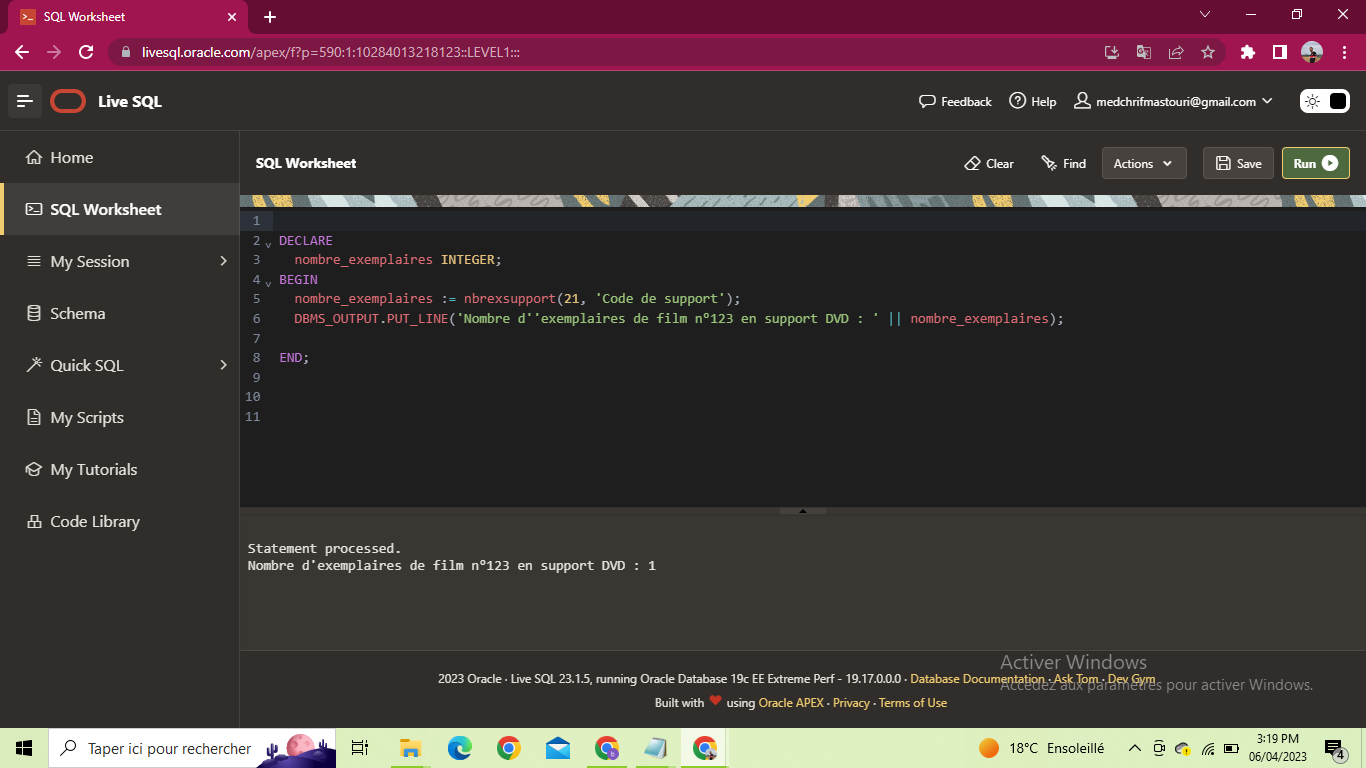 SQL Worksheet
livesql.oracle.com/apex/f?p=590:1:10284013218123::LEVEL1:::
Live SQL
Feedback
Help
medchrifmastouri@gmail.com
Home
SQL Worksheet
My Session
Schema
Quick SQL
My Scripts
My Tutorials
Code Library
SQL Worksheet
Clear
Find
Actions
Save
Run
1
2 DECLARE
3 nombre_exemplaires INTEGER;
4 BEGIN
5 nombre_exemplaires := nbrexsupport(21, 'Code de support');
6 DBMS_OUTPUT.PUT_LINE('Nombre d''exemplaires de film n°123 en support DVD : ' || nombre_exemplaires);
7
8 END;
9
10
11
Statement processed.
Nombre d'exemplaires de film n°123 en support DVD : 1
2023 Oracle · Live SQL 23.1.5, running Oracle Database 19c EE Extreme Perf - 19.17.0.0.0 · Database Documentation · Ask Tom · Dev Gym
Built with ❤ using Oracle APEX · Privacy · Terms of Use
Activer Windows
Accédez aux paramètres pour activer Windows.
Taper ici pour rechercher
18°C Ensoleillé
3:19 PM
06/04/2023
4